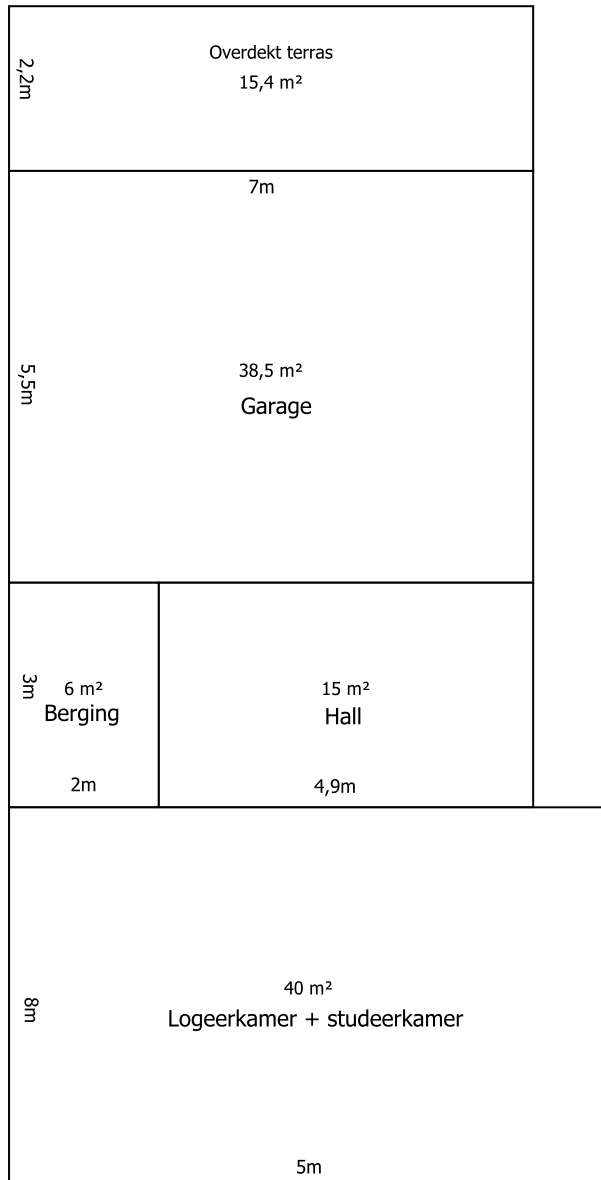 Overdekt terras
2,2m
15,4 m²
7m
5,5m
38,5 m²
Garage
3m
6 m²
Berging
2m
15 m²
Hall
4,9m
8m
40 m²
Logeerkamer + studeerkamer
5m